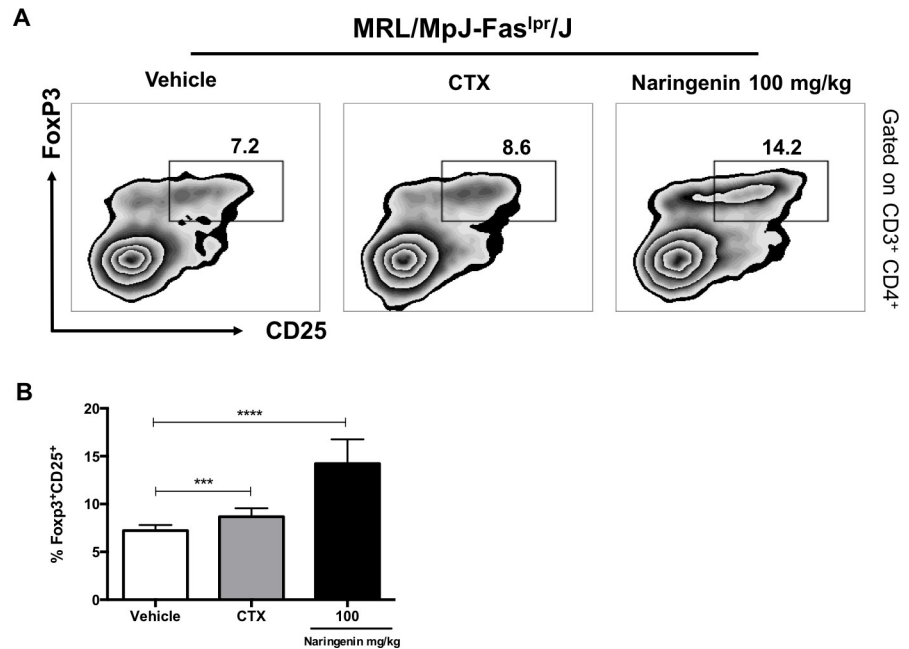 A
MRL/MpJ-Fas^lpr/J
Vehicle
CTX
Naringenin 100 mg/kg
FoxP3
7.2
8.6
14.2
Gated on CD3⁺ CD4⁺
CD25
B
% Foxp3⁺CD25⁺
20
15
10
5
0
****
***
Vehicle
CTX
100
Naringenin mg/kg